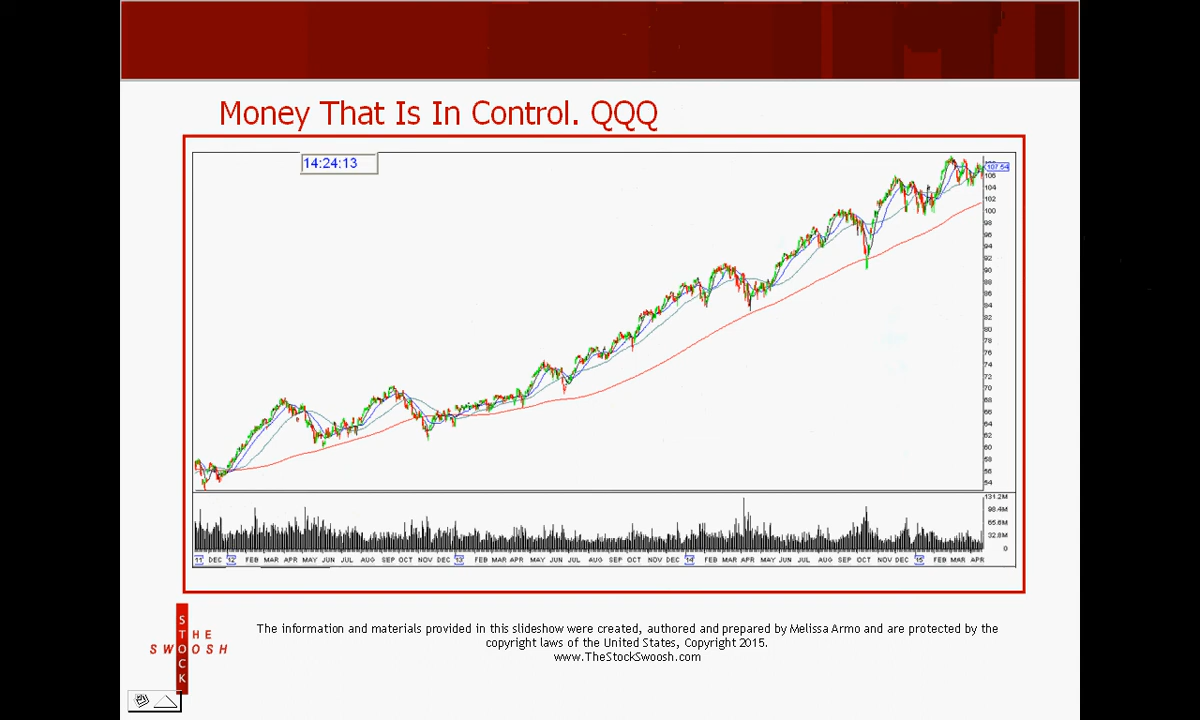 Money That Is In Control. QQQ
14:24:13
107.54
106
104
102
100
98
96
94
92
90
88
86
84
82
80
78
76
74
72
70
68
66
64
62
60
58
56
54
131.2M
98.4M
65.6M
32.8M
0
11 DEC 12 FEB MAR APR MAY JUN JUL AUG SEP OCT NOV DEC 13 FEB MAR APR MAY JUN JUL AUG SEP OCT NOV DEC 14 FEB MAR APR MAY JUN JUL AUG SEP OCT NOV DEC 15 FEB MAR APR
THE
STOCK
SWOOSH
The information and materials provided in this slideshow were created, authored and prepared by Melissa Armo and are protected by the
copyright laws of the United States, Copyright 2015.
www.TheStockSwoosh.com